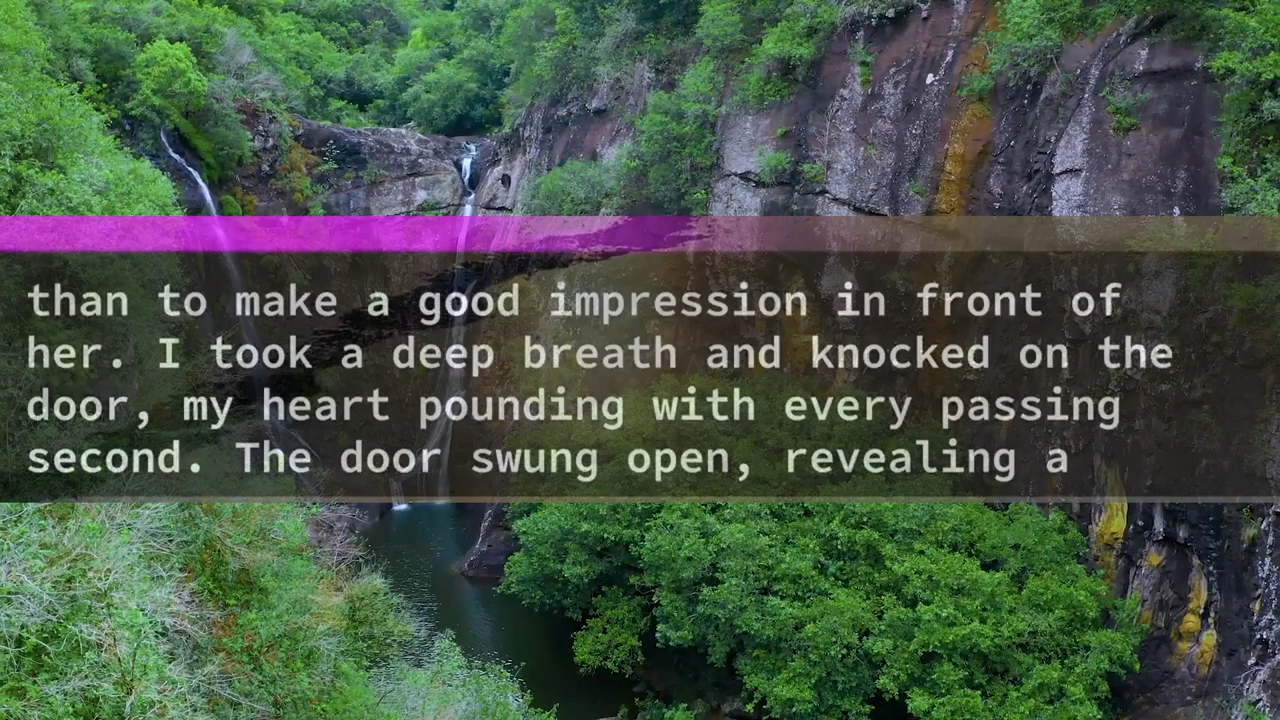 than to make a good impression in front of
her. I took a deep breath and knocked on the
door, my heart pounding with every passing
second. The door swung open, revealing a